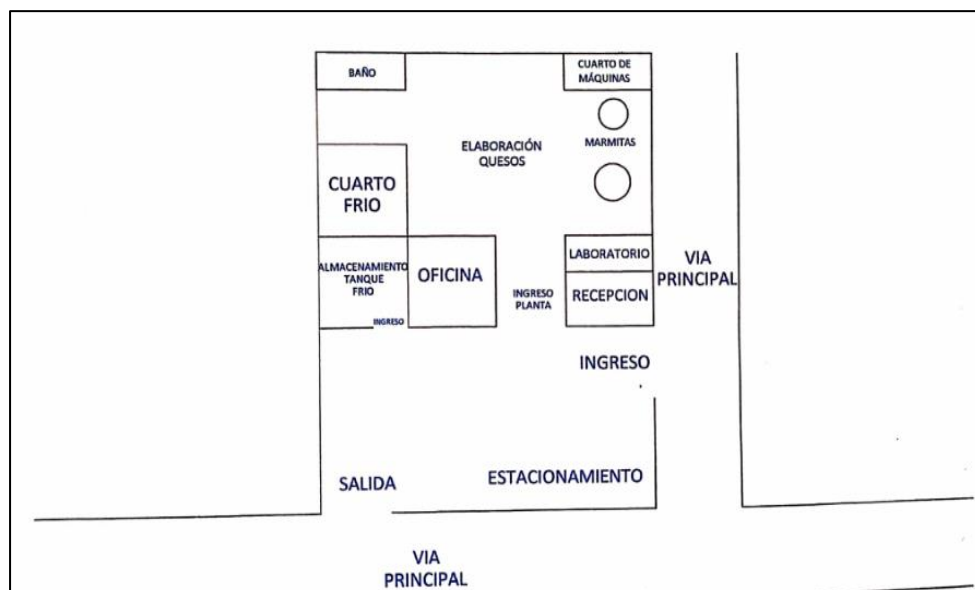 BAÑO
CUARTO DE
MÁQUINAS
MARMITAS
ELABORACIÓN
QUESOS
CUARTO
FRIO
ALMACENAMIENTO
TANQUE
FRIO
INGRESO
OFICINA
INGRESO
PLANTA
LABORATORIO
RECEPCION
VIA
PRINCIPAL
INGRESO
SALIDA
ESTACIONAMIENTO
VIA
PRINCIPAL